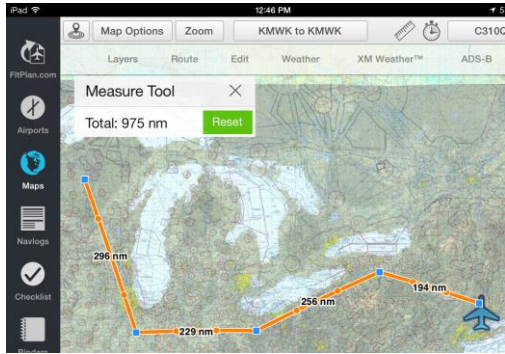 iPad
12:46 PM
Map Options
Zoom
KMWK to KMWK
C310Q
FltPlan.com
Layers
Route
Edit
Weather
XM Weather™
ADS-B
Measure Tool
Total: 975 nm
Reset
Airports
Maps
Navlogs
Checklist
Binders
296 nm
229 nm
256 nm
194 nm